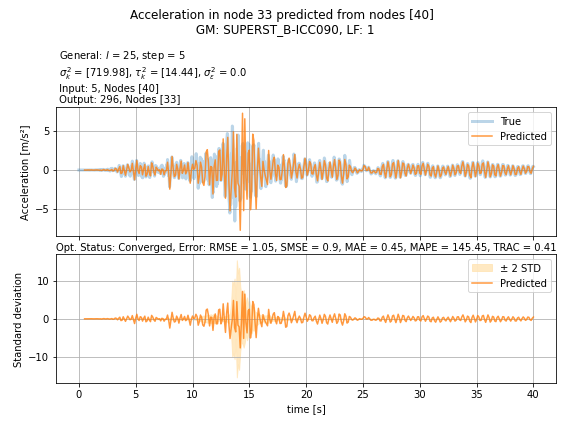 Acceleration in node 33 predicted from nodes [40]
GM: SUPERST_B-ICC090, LF: 1
General: l = 25, step = 5
σ²ₖ = [719.98], τ²ₖ = [14.44], σ²ε = 0.0
Input: 5, Nodes [40]
Output: 296, Nodes [33]
Acceleration [m/s²]
5
0
−5
True
Predicted
Opt. Status: Converged, Error: RMSE = 1.05, SMSE = 0.9, MAE = 0.45, MAPE = 145.45, TRAC = 0.41
Standard deviation
10
0
−10
± 2 STD
Predicted
0 5 10 15 20 25 30 35 40
time [s]